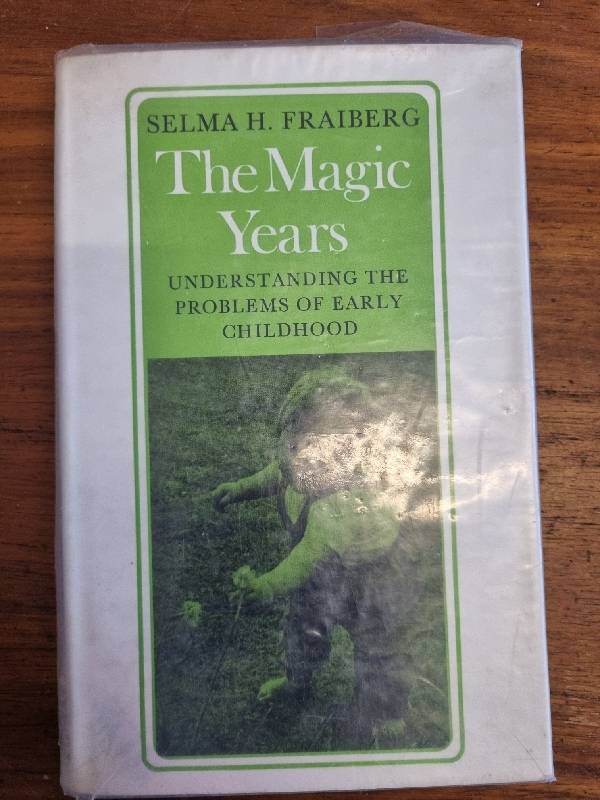 SELMA H. FRAIBERG
The Magic
Years
UNDERSTANDING THE
PROBLEMS OF EARLY
CHILDHOOD